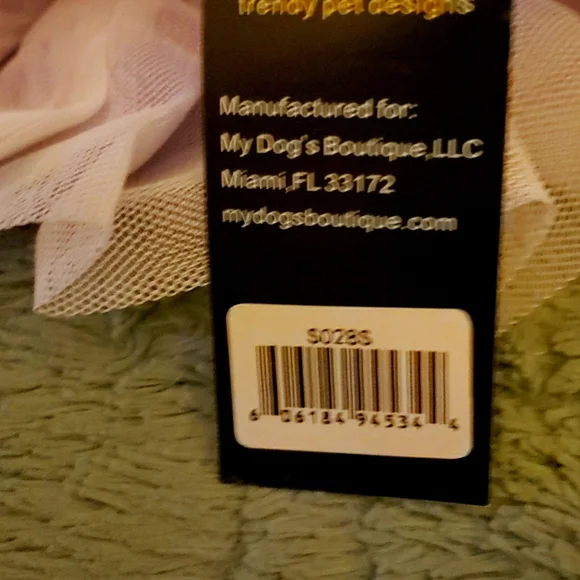 Trendy pet designs
Manufactured for:
My Dog's Boutique,LLC
Miami,FL 33172
mydogsboutique.com
S028S
6 06184 94534 4